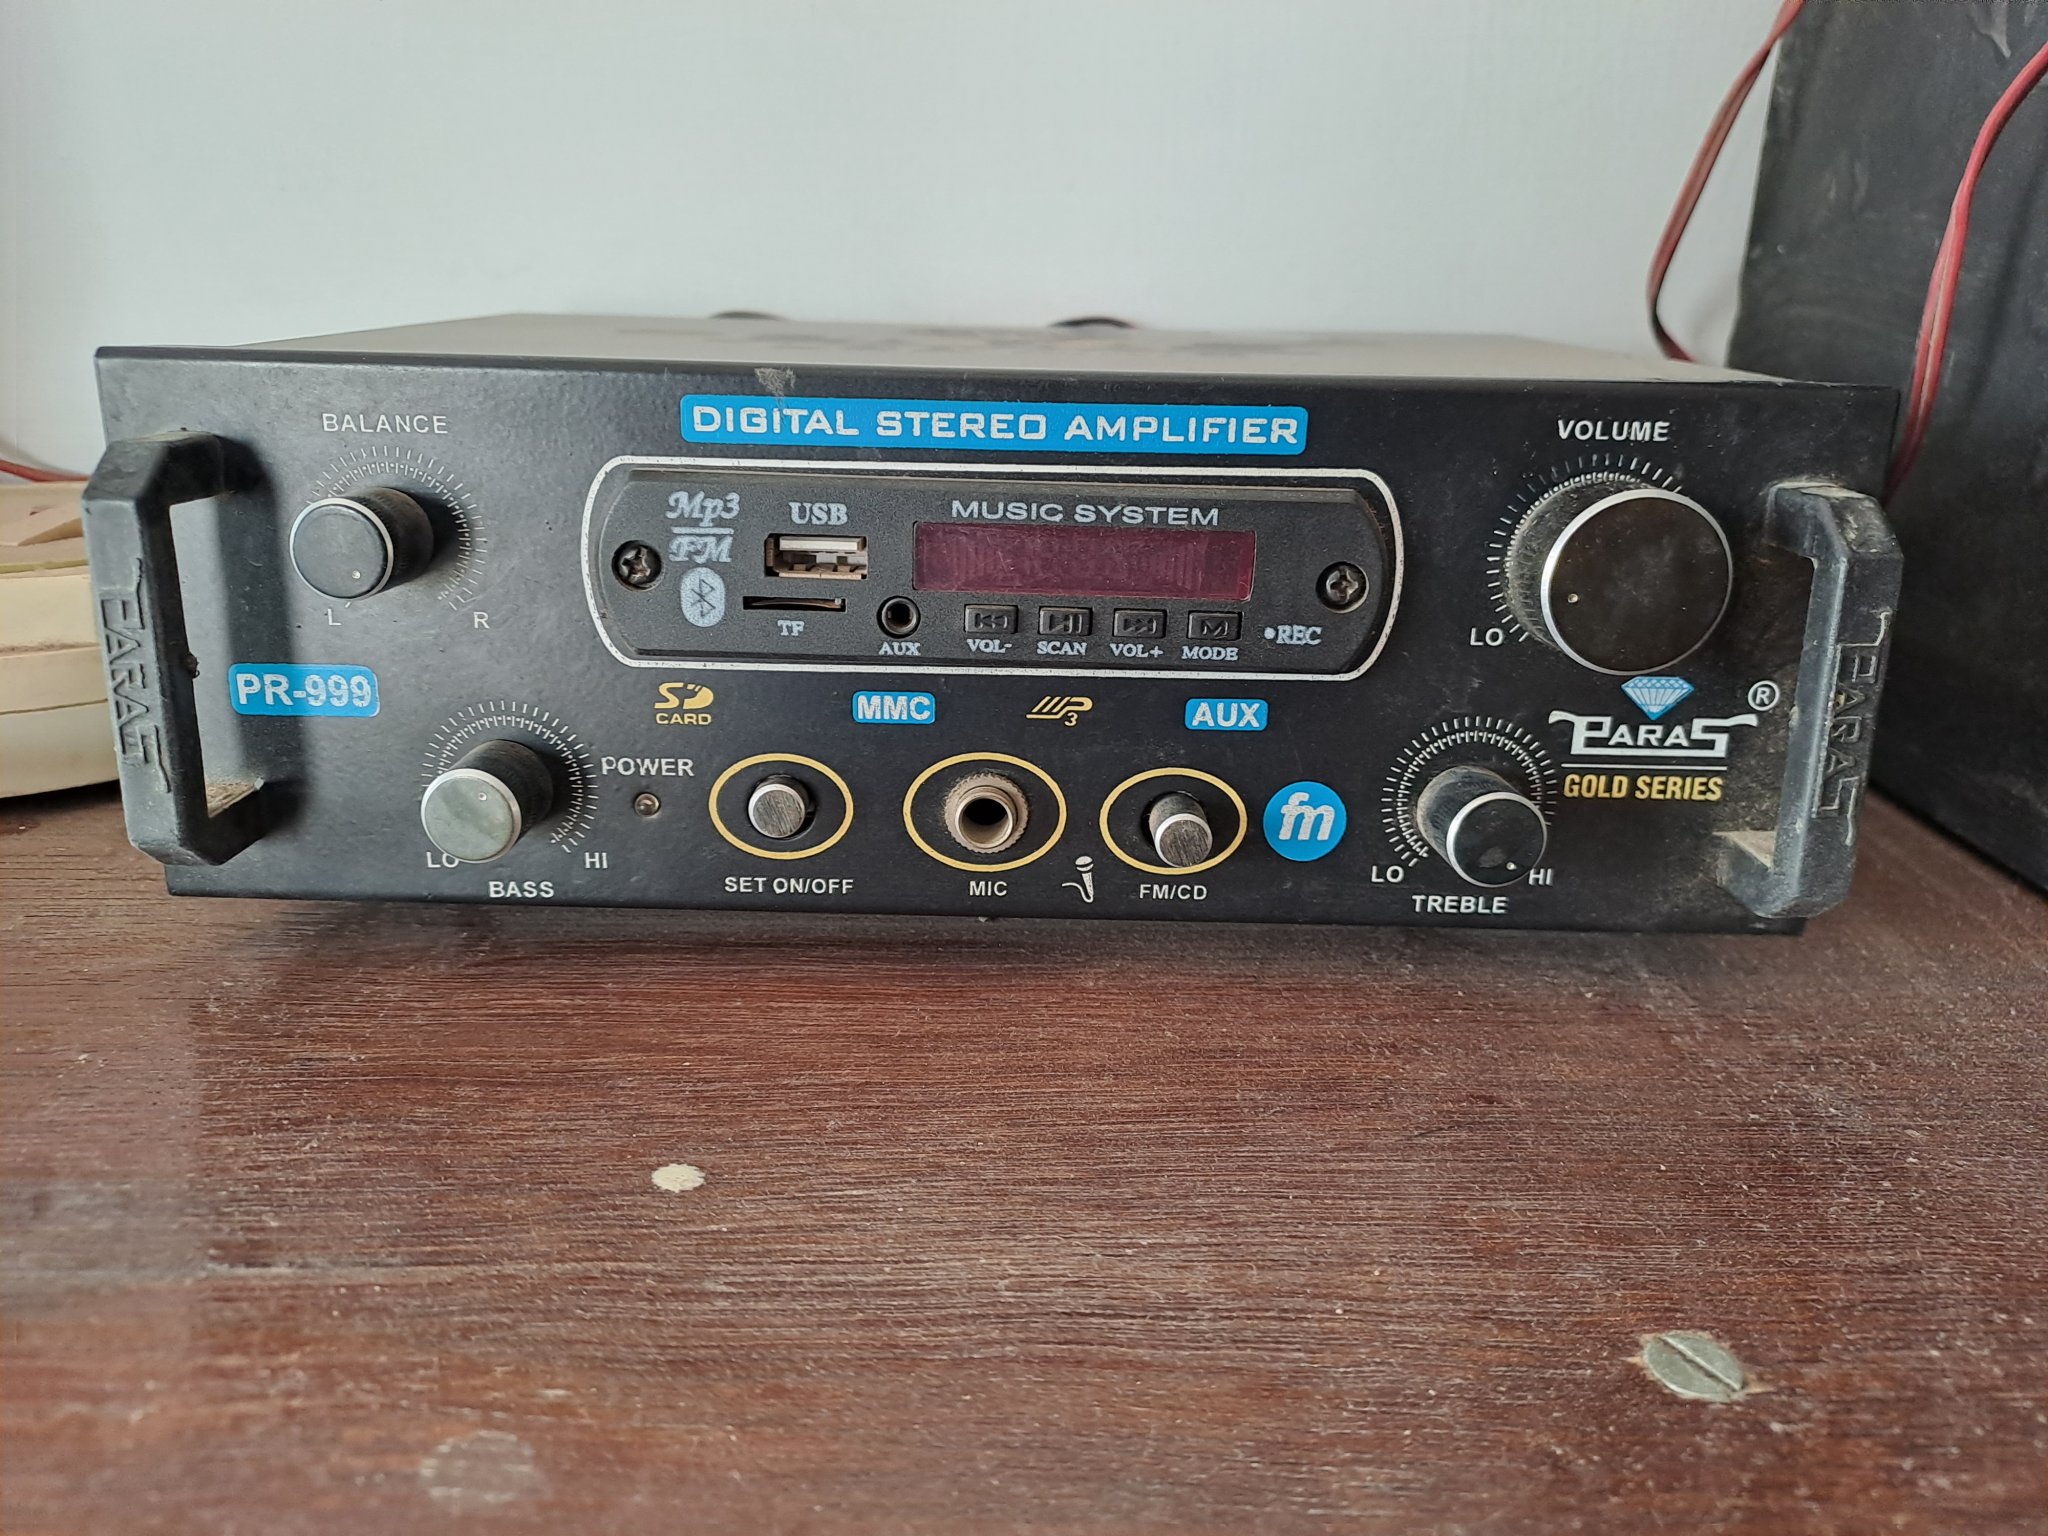 BALANCE
L R
DIGITAL STEREO AMPLIFIER
VOLUME
LO
Mp3
FM
USB
TF
AUX
MUSIC SYSTEM
VOL-
SCAN
VOL+
M
MODE
•REC
PARAS
PR-999
SD
CARD
MMC
MP3
AUX
PARAS ®
GOLD SERIES
PARAS
LO HI
BASS
POWER
SET ON/OFF
MIC
FM/CD
fm
LO HI
TREBLE